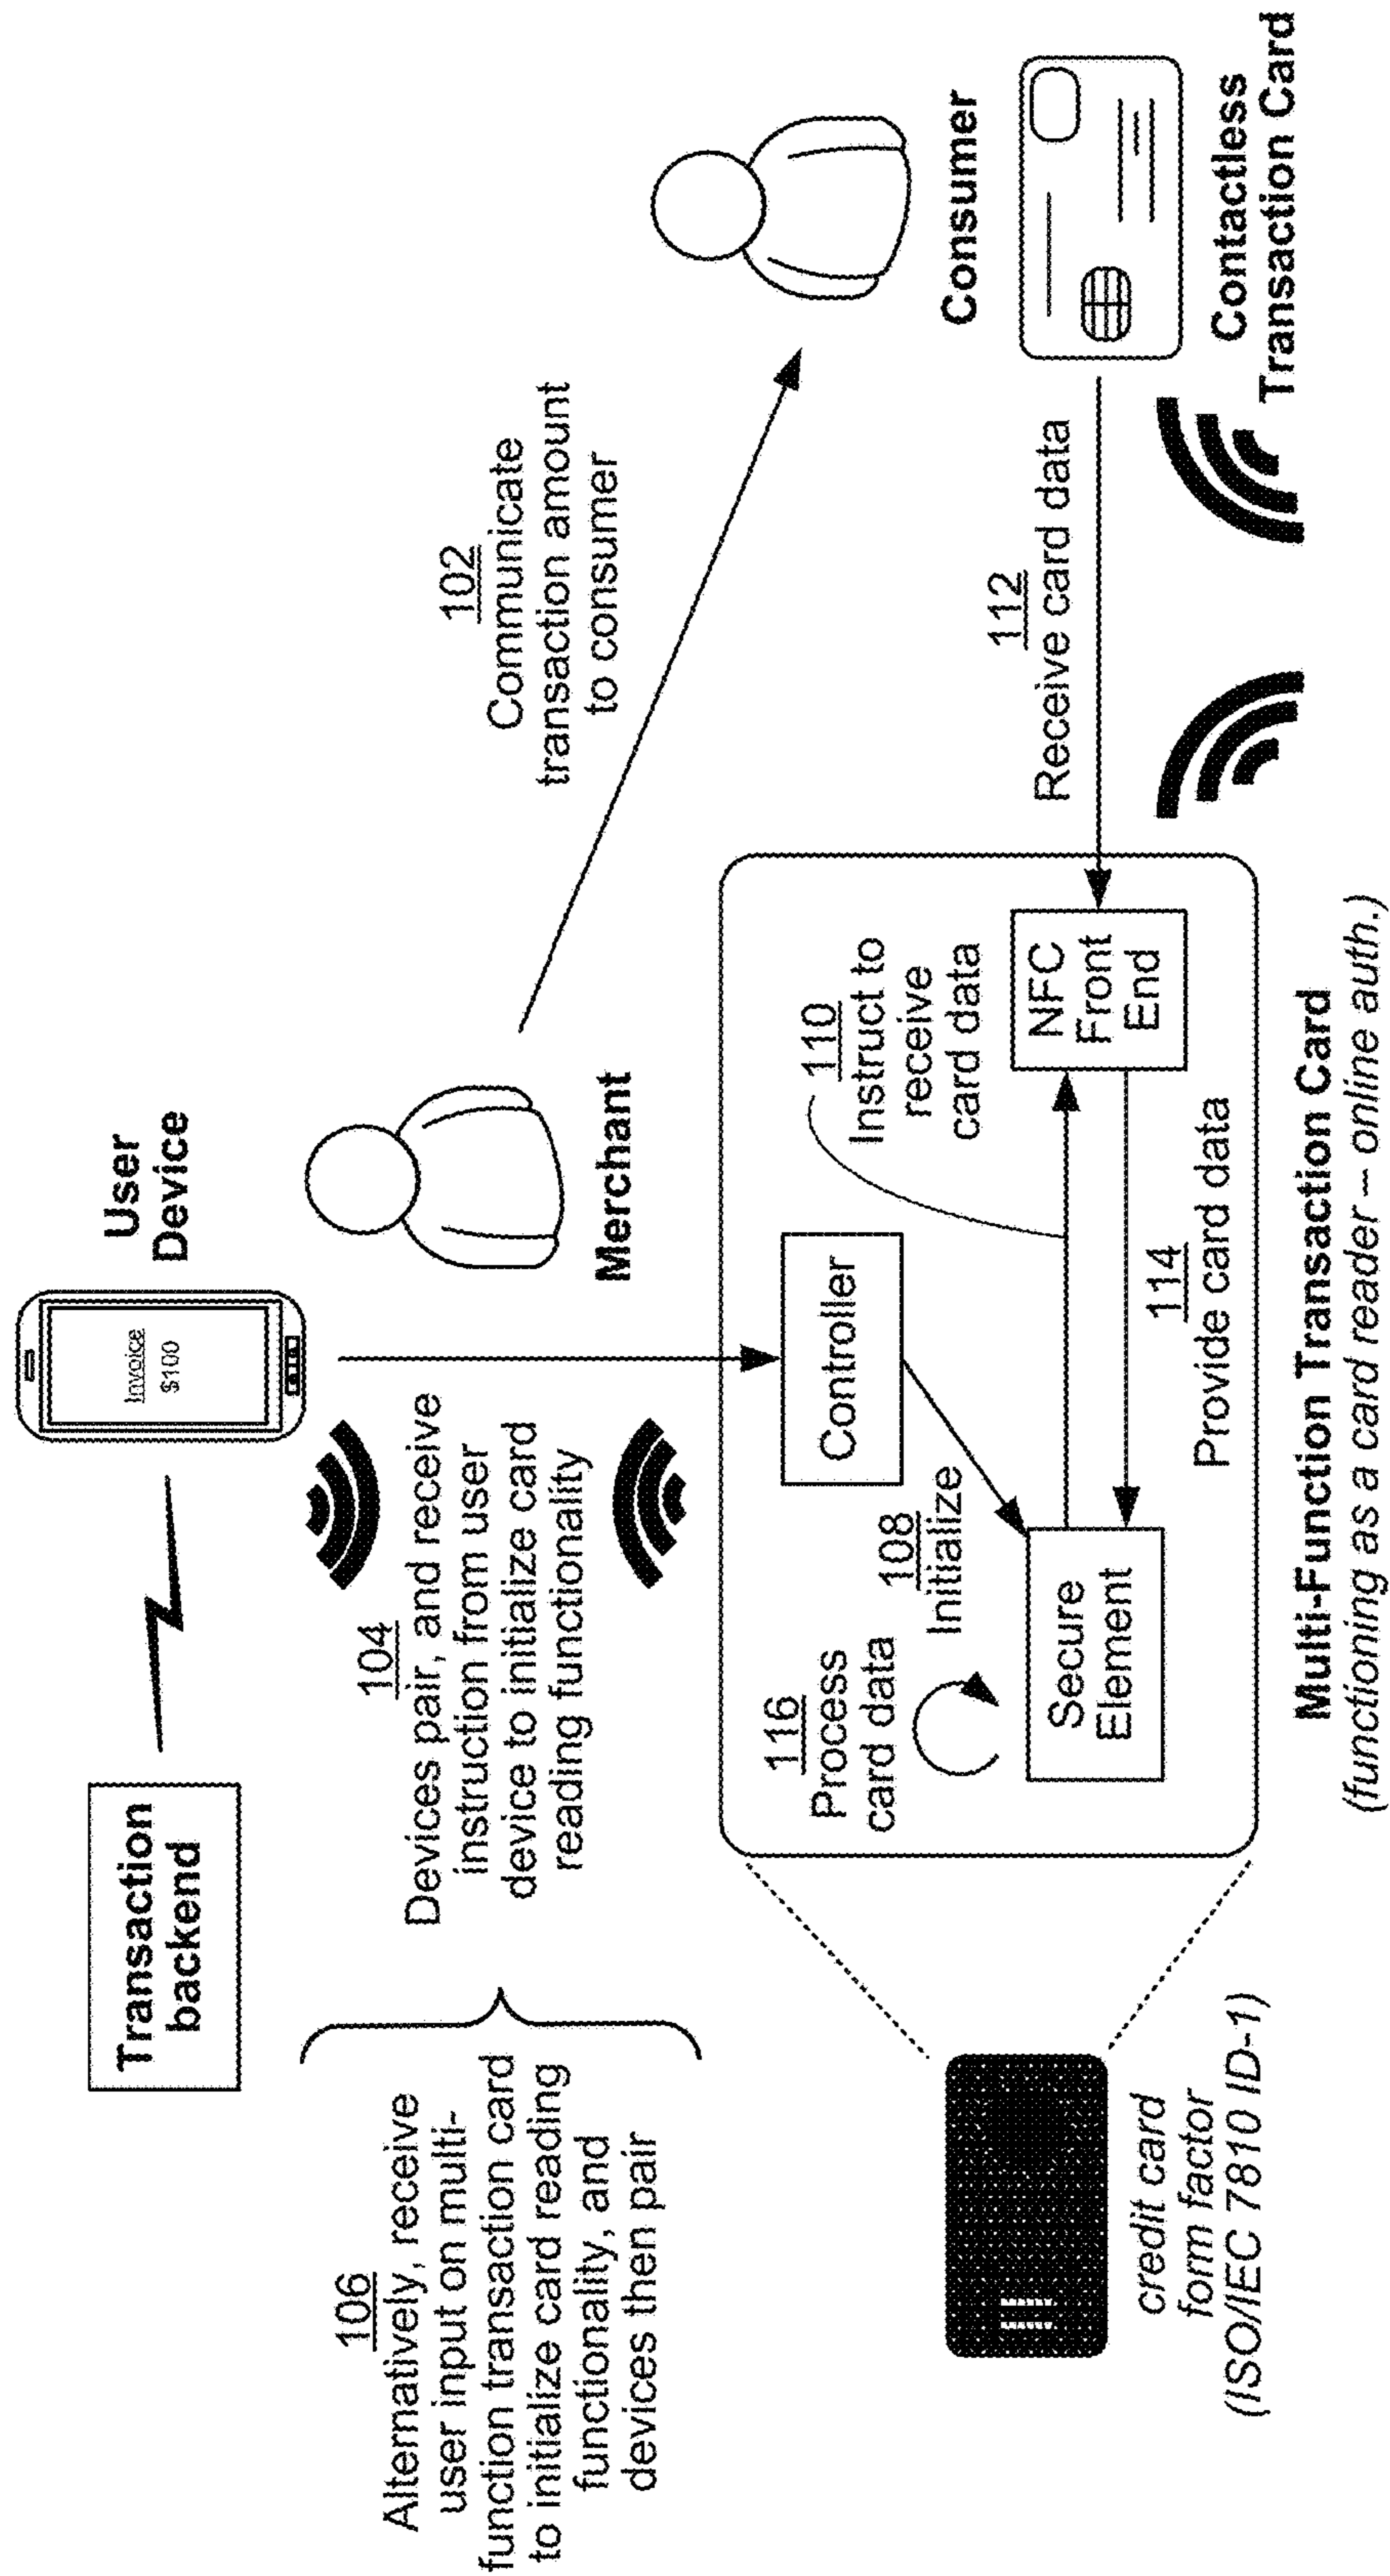 Transaction
backend
User
Device
Invoice
$100
106
Alternatively, receive
user input on multi-
function transaction card
to initialize card reading
functionality, and
devices then pair
104
Devices pair, and receive
instruction from user
device to initialize card
reading functionality
Merchant
102
Communicate
transaction amount
to consumer
Consumer
credit card
form factor
(ISO/IEC 7810 ID-1)
116
Process
card data
108
Initialize
Controller
110
Instruct to
receive
card data
Secure
Element
NFC
Front
End
114
Provide card data
112
Receive card data
Contactless
Transaction Card
Multi-Function Transaction Card
(functioning as a card reader – online auth.)